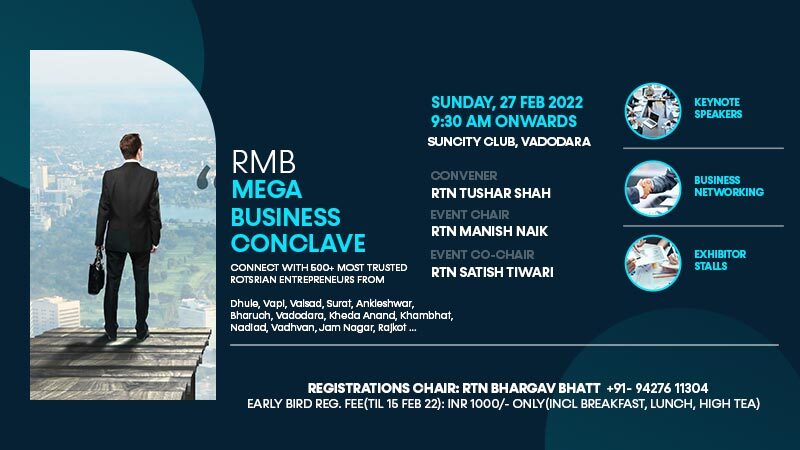 RMB
MEGA
BUSINESS
CONCLAVE
CONNECT WITH 500+ MOST TRUSTED
ROTSRIAN ENTREPRENEURS FROM
Dhule, Vapi, Valsad, Surat, Ankleshwar,
Bharuch, Vadodara, Kheda Anand, Khambhat,
Nadiad, Vadhvan, Jam Nagar, Rajkot ...
SUNDAY, 27 FEB 2022
9:30 AM ONWARDS
SUNCITY CLUB, VADODARA
CONVENER
RTN TUSHAR SHAH
EVENT CHAIR
RTN MANISH NAIK
EVENT CO-CHAIR
RTN SATISH TIWARI
KEYNOTE
SPEAKERS
BUSINESS
NETWORKING
EXHIBITOR
STALLS
REGISTRATIONS CHAIR: RTN BHARGAV BHATT +91- 94276 11304
EARLY BIRD REG. FEE(TIL 15 FEB 22): INR 1000/- ONLY(INCL BREAKFAST, LUNCH, HIGH TEA)